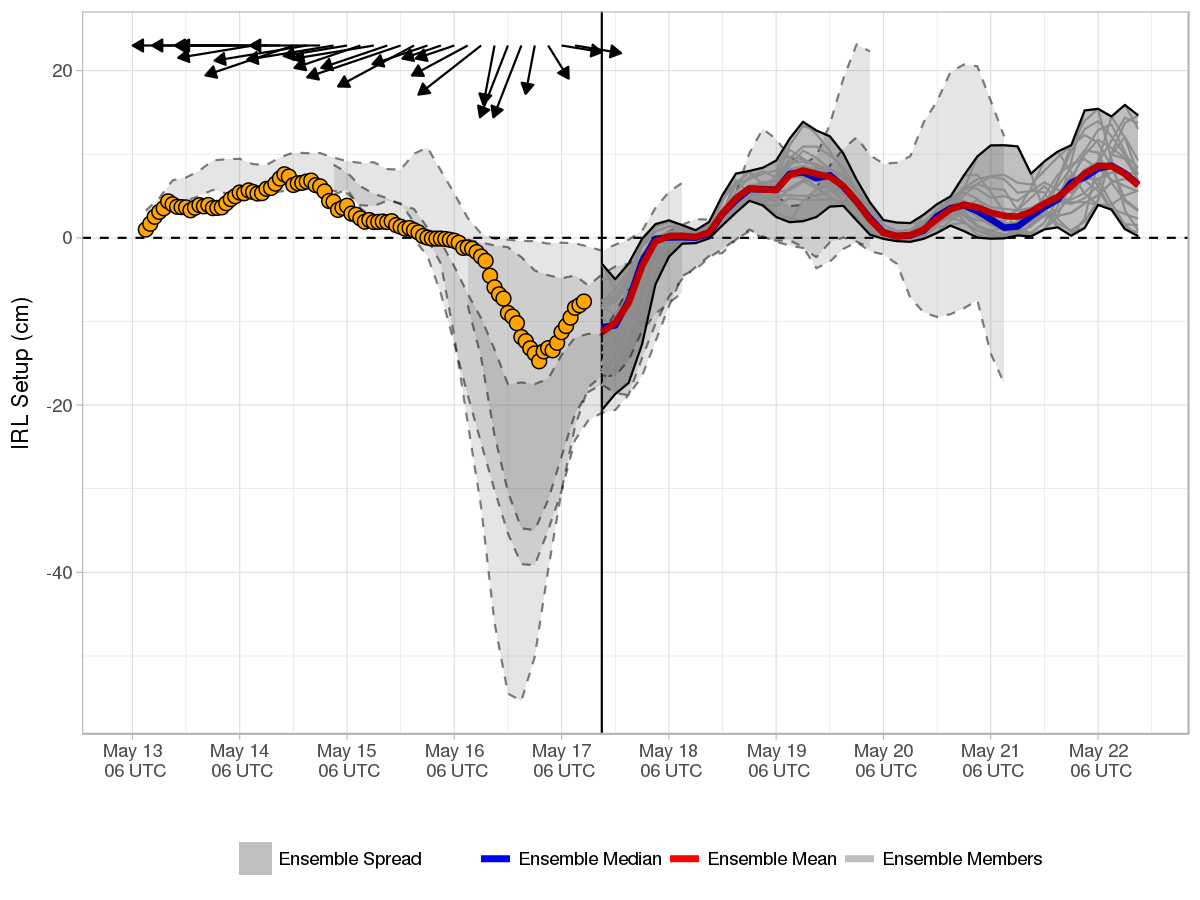 IRL Setup (cm)
20
0
-20
-40
May 13 May 14 May 15 May 16 May 17 May 18 May 19 May 20 May 21 May 22
06 UTC 06 UTC 06 UTC 06 UTC 06 UTC 06 UTC 06 UTC 06 UTC 06 UTC 06 UTC
Ensemble Spread Ensemble Median Ensemble Mean Ensemble Members